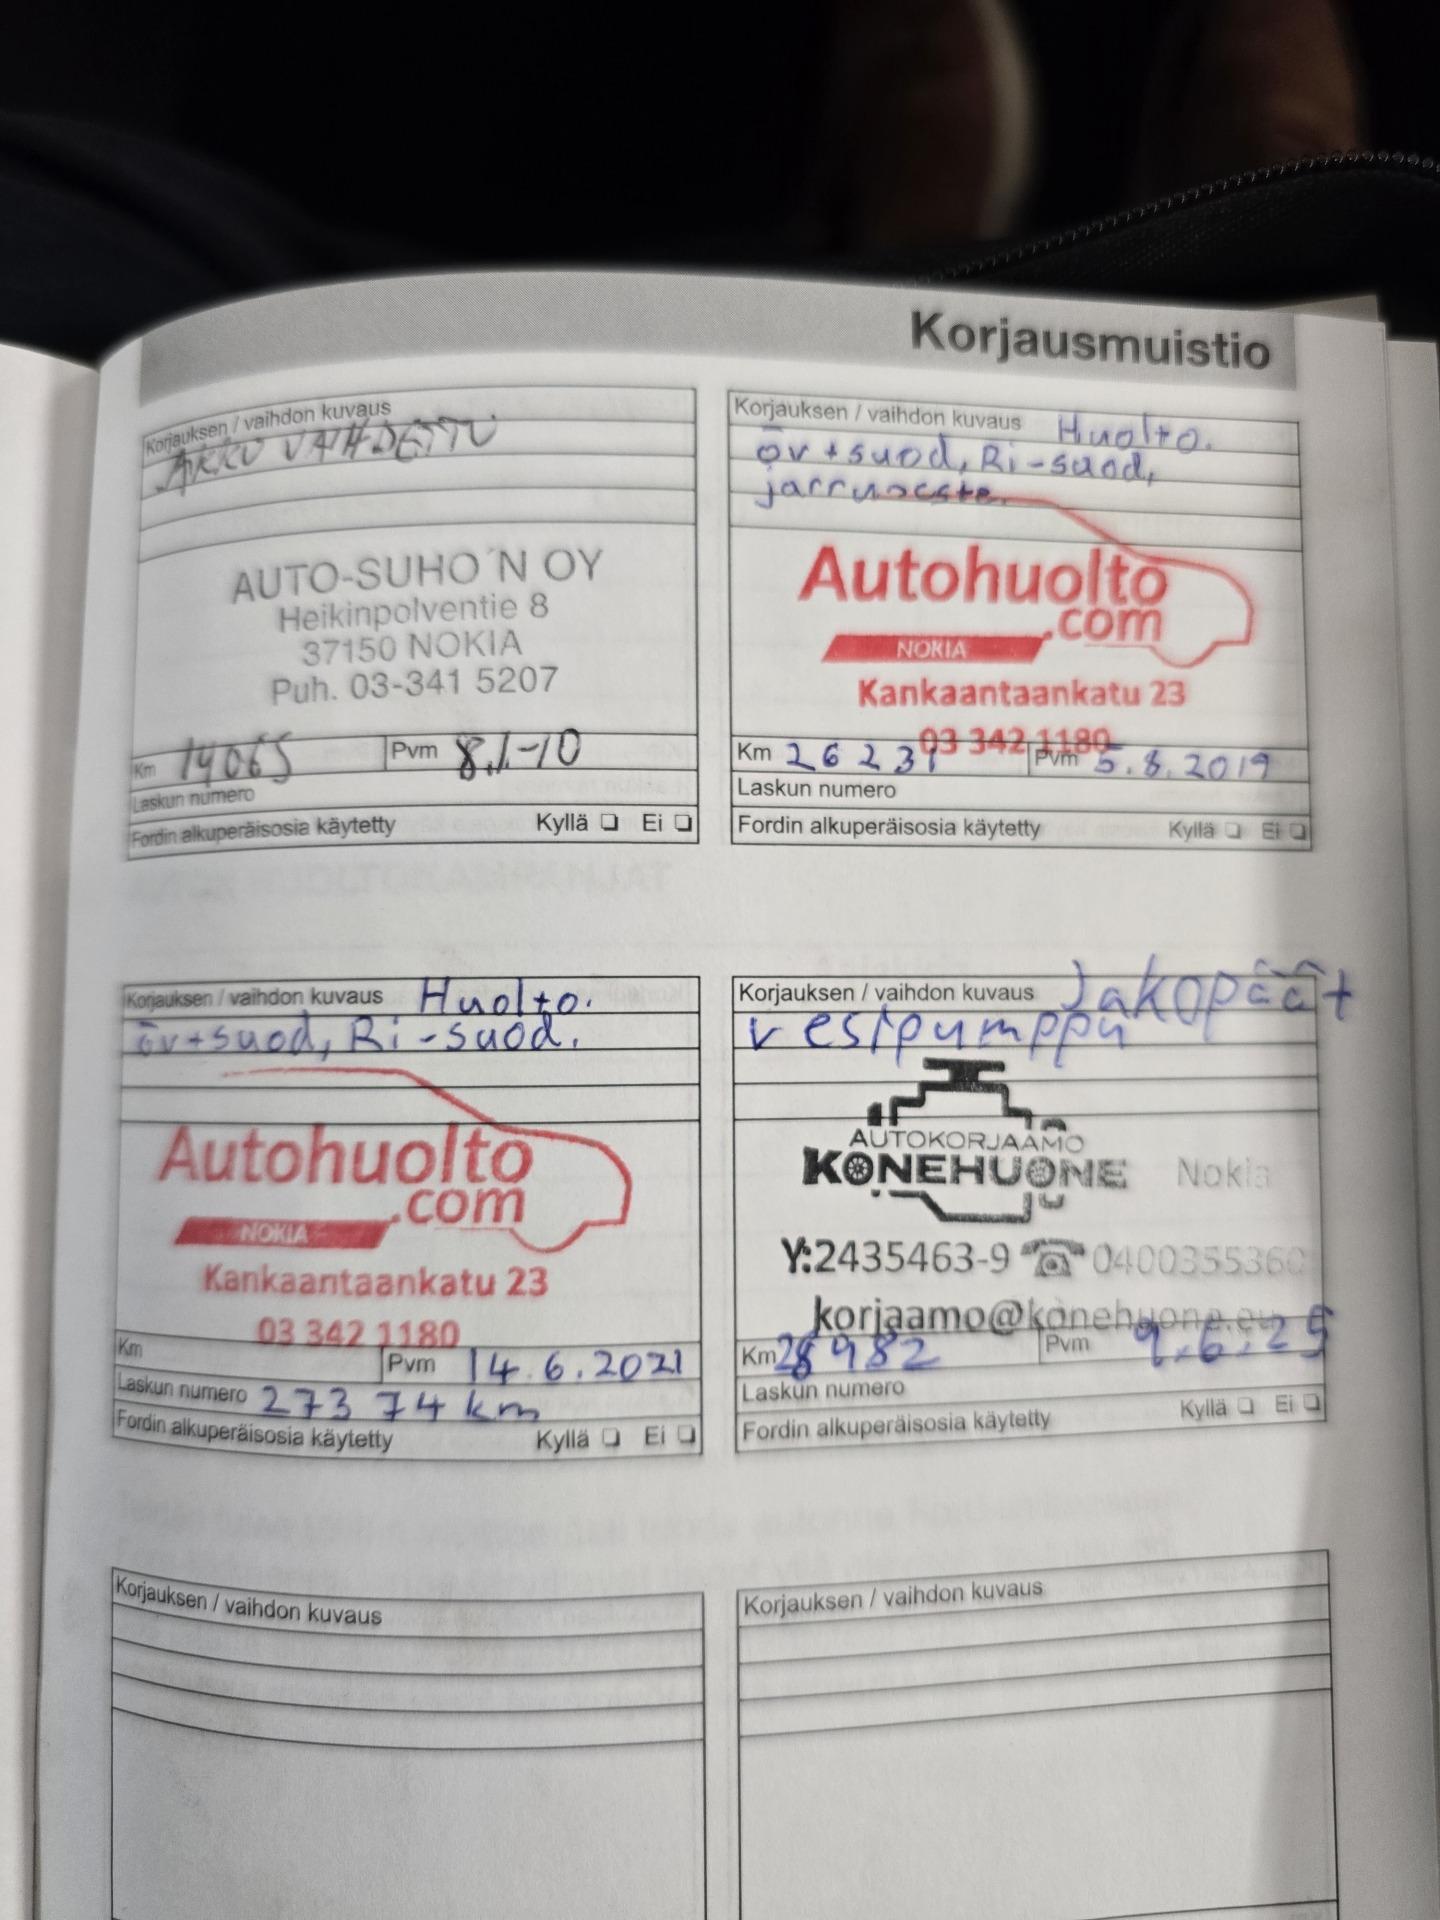 Korjausmuistio
Korjauksen / vaihdon kuvaus
AKKU VAIHDETTU
AUTO-SUHO´N OY
Heikinpolventie 8
37150 NOKIA
Puh. 03-341 5207
Km 14065 Pvm 8.1-10
Laskun numero
Fordin alkuperäisosia käytetty Kyllä Ei
Korjauksen / vaihdon kuvaus Huolto.
öv+suod, Ri-suod,
jarruneste.
Autohuolto
.com
NOKIA
Kankaantaankatu 23
03 342 1180
Km 26231 Pvm 5.8.2019
Laskun numero
Fordin alkuperäisosia käytetty Kyllä Ei
Korjauksen / vaihdon kuvaus Huolto.
öv+suod, Ri-suod.
Autohuolto
.com
NOKIA
Kankaantaankatu 23
03 342 1180
Km Pvm 14.6.2021
Laskun numero 27374 km
Fordin alkuperäisosia käytetty Kyllä Ei
Korjauksen / vaihdon kuvaus Jakopäät
vesipumppu
AUTOKORJAAMO
KONEHUONE Nokia
Y:2435463-9 0400355360
korjaamo@konehuone.eu
Km 28982 Pvm 9.6.25
Laskun numero
Fordin alkuperäisosia käytetty Kyllä Ei
Korjauksen / vaihdon kuvaus
Korjauksen / vaihdon kuvaus